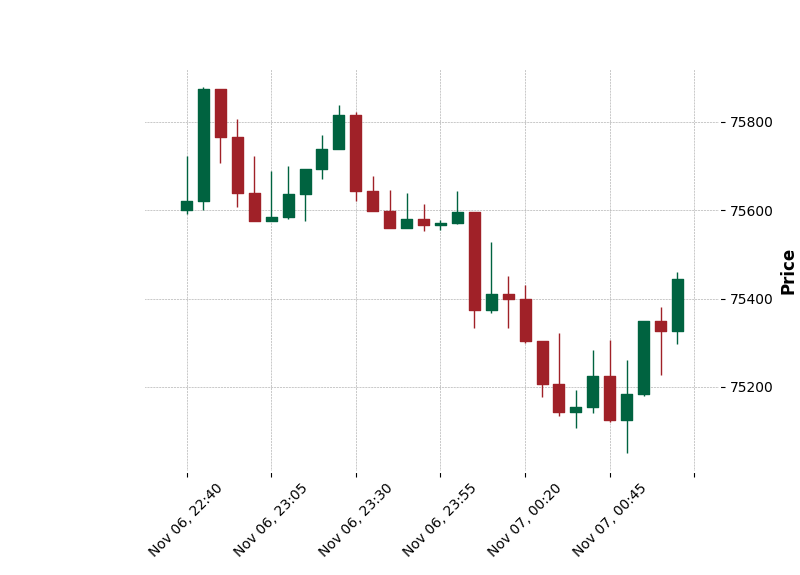 75800
75600
75400
75200
Price
Nov 06, 22:40
Nov 06, 23:05
Nov 06, 23:30
Nov 06, 23:55
Nov 07, 00:20
Nov 07, 00:45